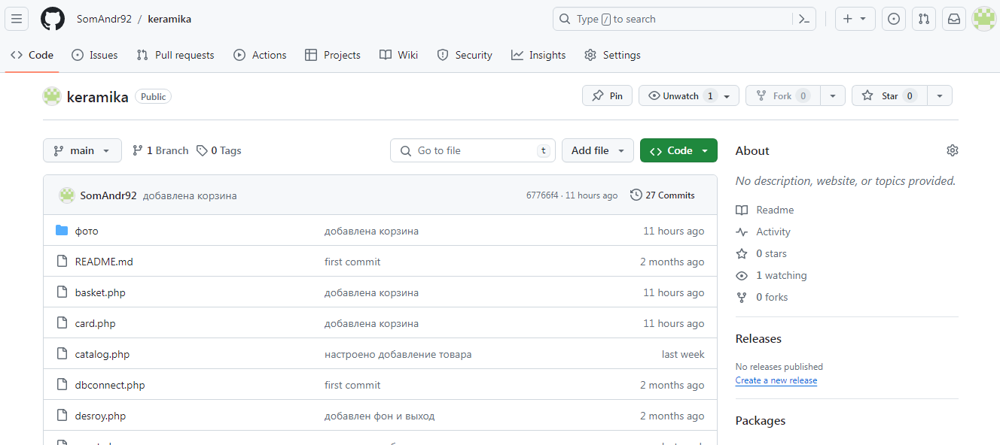 SomAndr92 / keramika
Type / to search
Code Issues Pull requests Actions Projects Wiki Security Insights Settings
keramika Public
Pin Unwatch 1 Fork 0 Star 0
main 1 Branch 0 Tags Go to file t Add file Code
SomAndr92 добавлена корзина 67766f4 · 11 hours ago 27 Commits
фото добавлена корзина 11 hours ago
README.md first commit 2 months ago
basket.php добавлена корзина 11 hours ago
card.php добавлена корзина 11 hours ago
catalog.php настроено добавление товара last week
dbconnect.php first commit 2 months ago
desroy.php добавлен фон и выход 2 months ago
About
No description, website, or topics provided.
Readme
Activity
0 stars
1 watching
0 forks
Releases
No releases published
Create a new release
Packages